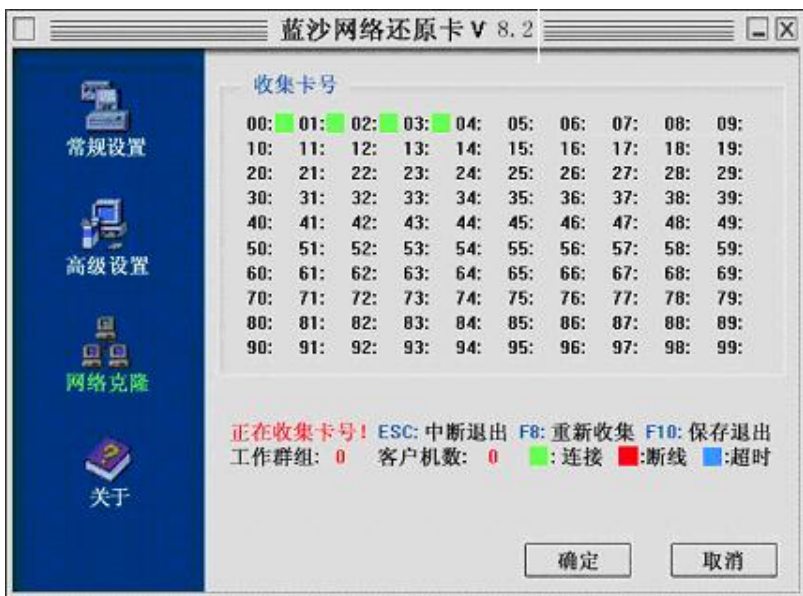 蓝沙网络还原卡 V 8.2
常规设置
高级设置
网络克隆
关于
收集卡号
00: 01: 02: 03: 04: 05: 06: 07: 08: 09:
10: 11: 12: 13: 14: 15: 16: 17: 18: 19:
20: 21: 22: 23: 24: 25: 26: 27: 28: 29:
30: 31: 32: 33: 34: 35: 36: 37: 38: 39:
40: 41: 42: 43: 44: 45: 46: 47: 48: 49:
50: 51: 52: 53: 54: 55: 56: 57: 58: 59:
60: 61: 62: 63: 64: 65: 66: 67: 68: 69:
70: 71: 72: 73: 74: 75: 76: 77: 78: 79:
80: 81: 82: 83: 84: 85: 86: 87: 88: 89:
90: 91: 92: 93: 94: 95: 96: 97: 98: 99:
正在收集卡号! ESC: 中断退出 F8: 重新收集 F10: 保存退出
工作群组: 0 客户机数: 0 :连接 :断线 :超时
确定 取消